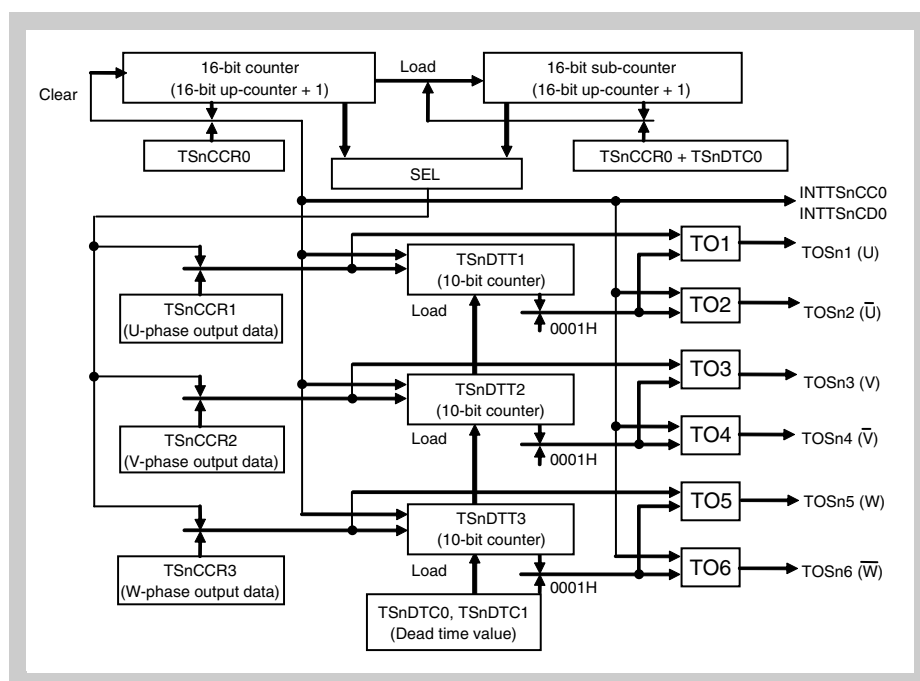 16-bit counter
(16-bit up-counter + 1)
Load
16-bit sub-counter
(16-bit up-counter + 1)
Clear
TSnCCR0
TSnCCR0 + TSnDTC0
SEL
INTTSnCC0
INTTSnCD0
TSnDTT1
(10-bit counter)
TO1
TOSn1 (U)
TSnCCR1
(U-phase output data)
Load
0001H
TO2
TOSn2 (U̅)
TSnDTT2
(10-bit counter)
TO3
TOSn3 (V)
TSnCCR2
(V-phase output data)
Load
0001H
TO4
TOSn4 (V̅)
TSnDTT3
(10-bit counter)
TO5
TOSn5 (W)
TSnCCR3
(W-phase output data)
Load
0001H
TO6
TOSn6 (W̅)
TSnDTC0, TSnDTC1
(Dead time value)